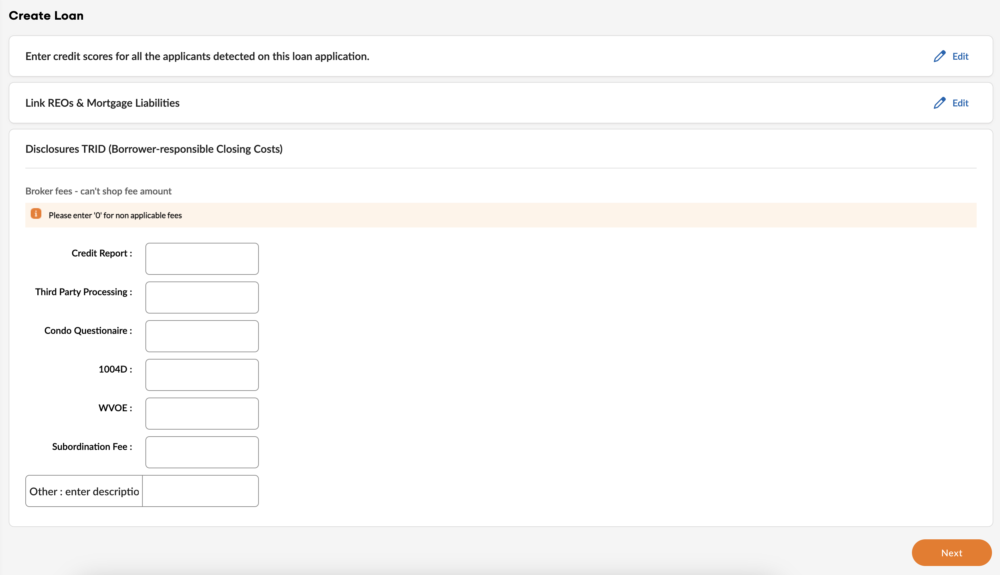 Create Loan
Enter credit scores for all the applicants detected on this loan application.
Edit
Link REOs & Mortgage Liabilities
Edit
Disclosures TRID (Borrower-responsible Closing Costs)
Broker fees - can't shop fee amount
Please enter '0' for non applicable fees
Credit Report :
Third Party Processing :
Condo Questionaire :
1004D :
WVOE :
Subordination Fee :
Other : enter descriptio
Next